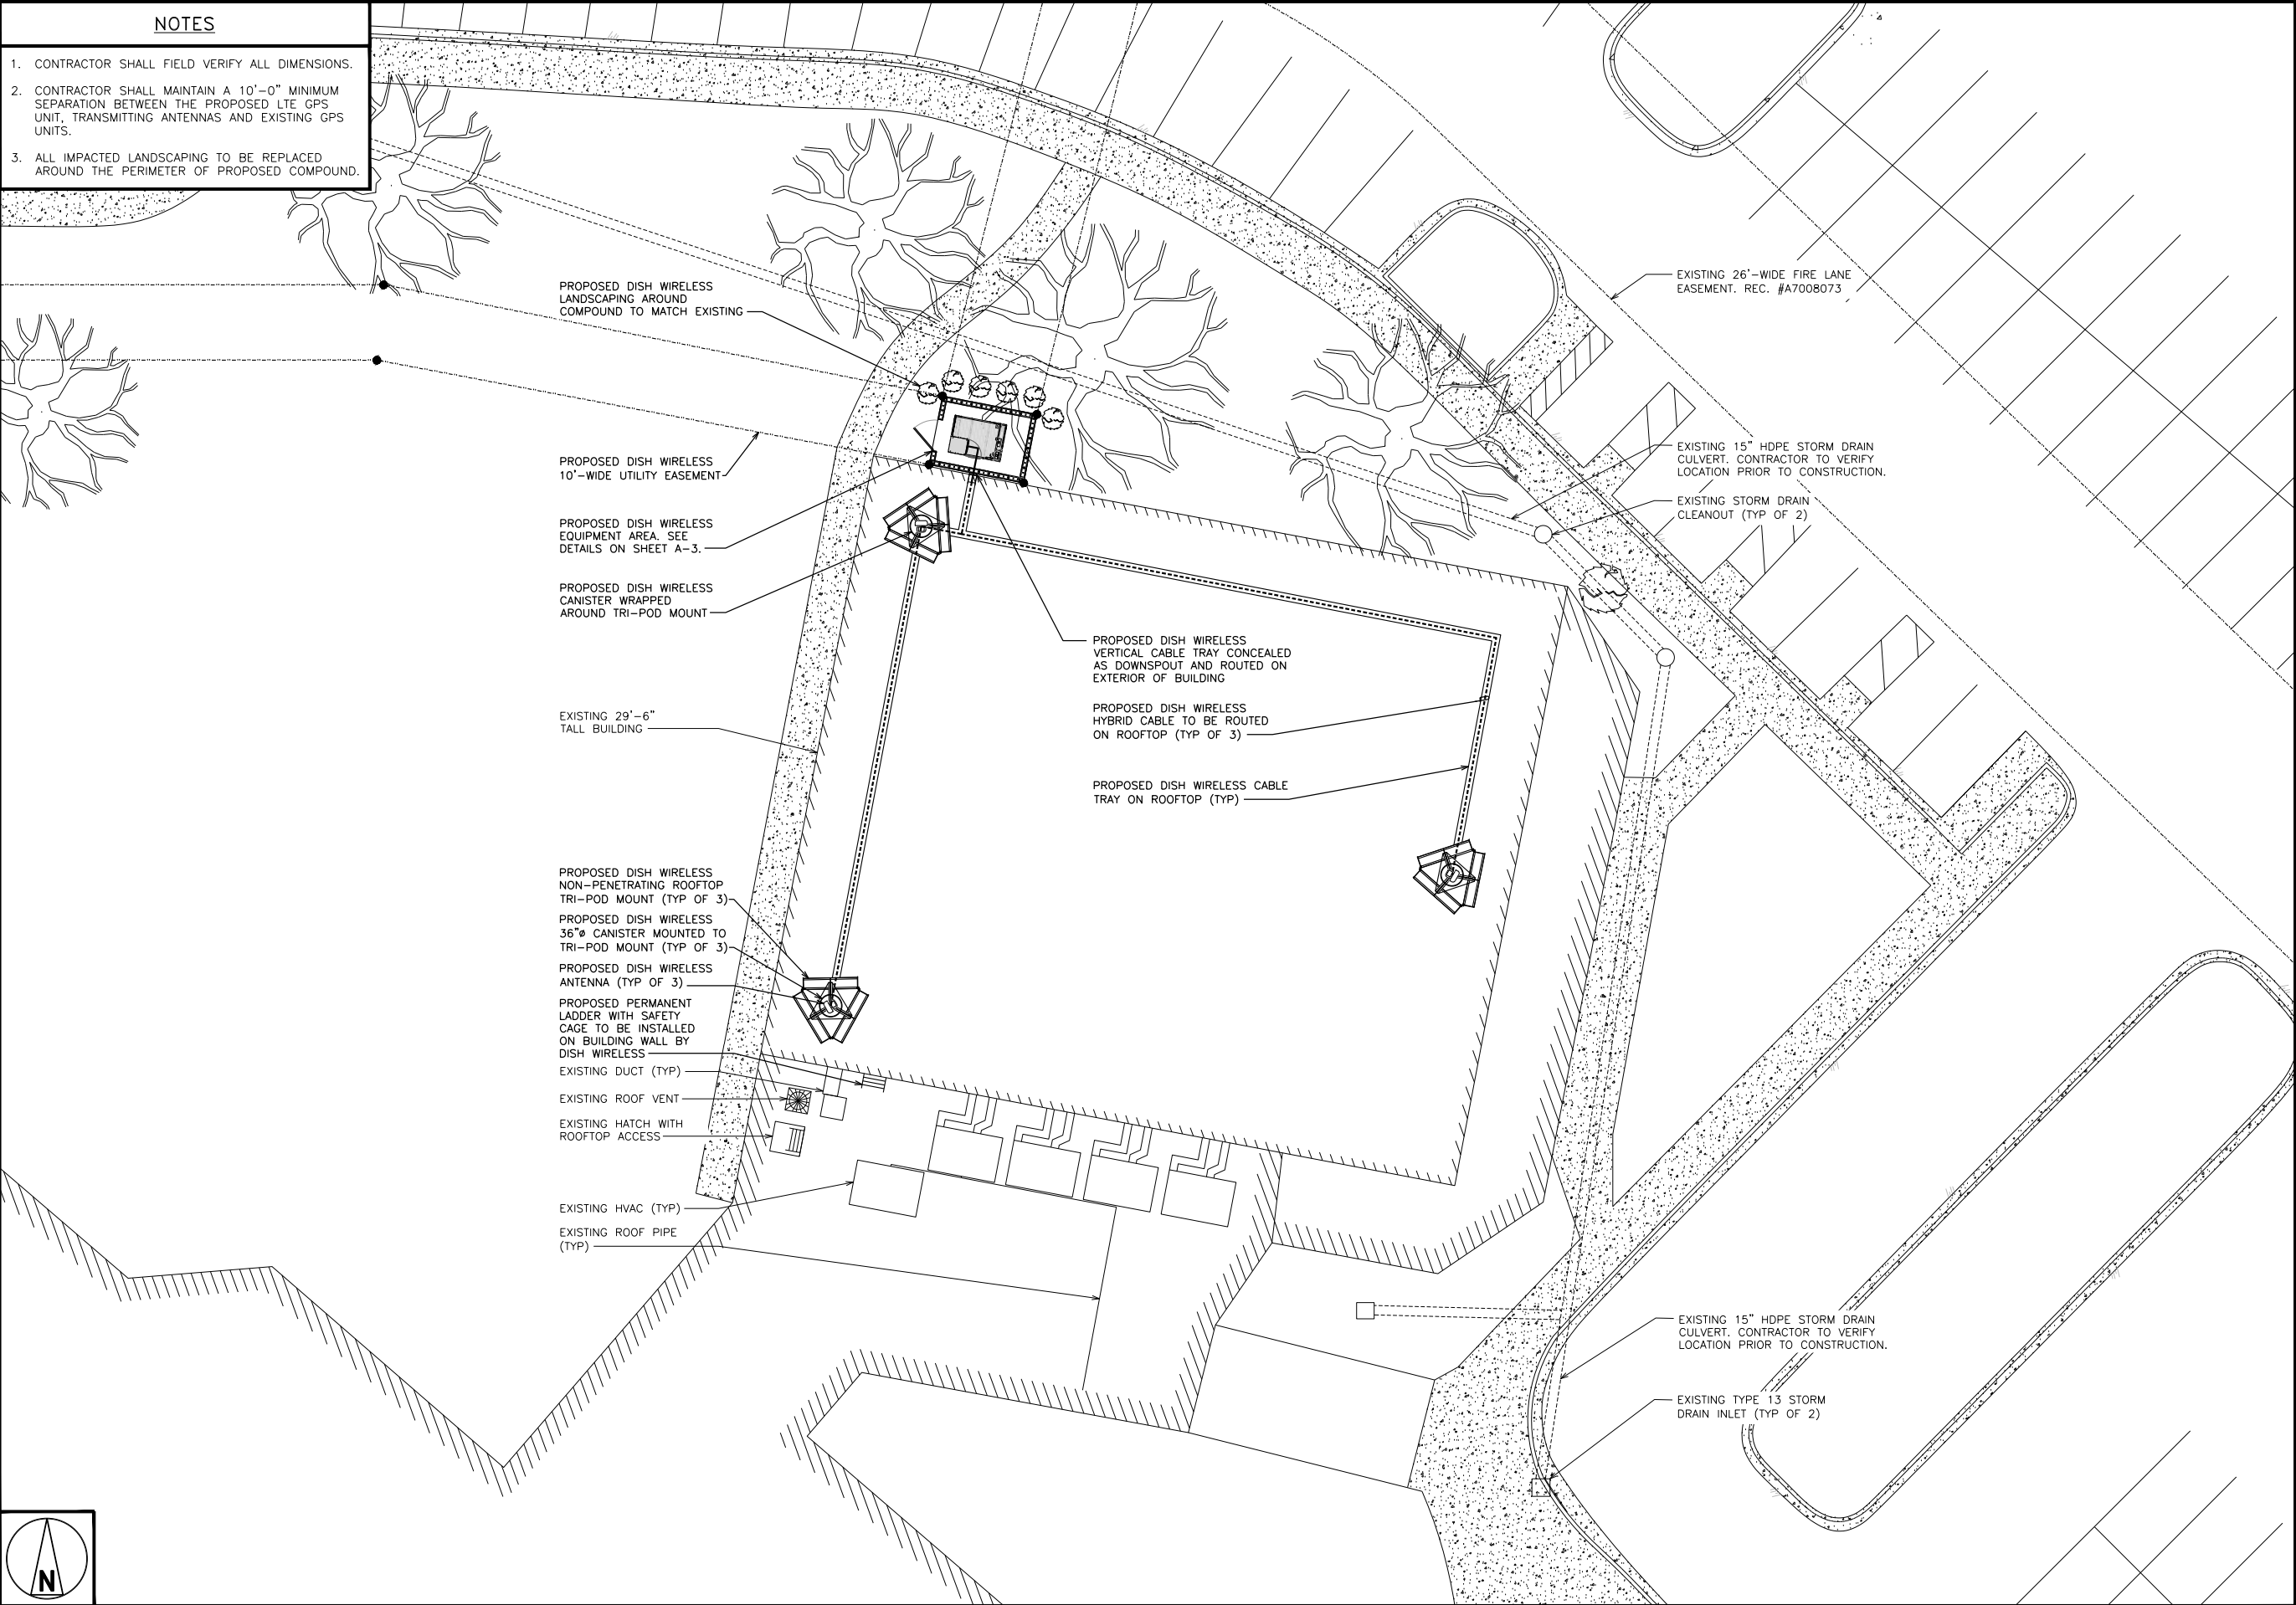 NOTES
1. CONTRACTOR SHALL FIELD VERIFY ALL DIMENSIONS.
2. CONTRACTOR SHALL MAINTAIN A 10'-0" MINIMUM
SEPARATION BETWEEN THE PROPOSED LTE GPS
UNIT, TRANSMITTING ANTENNAS AND EXISTING GPS
UNITS.
3. ALL IMPACTED LANDSCAPING TO BE REPLACED
AROUND THE PERIMETER OF PROPOSED COMPOUND.
PROPOSED DISH WIRELESS
LANDSCAPING AROUND
COMPOUND TO MATCH EXISTING
PROPOSED DISH WIRELESS
10'-WIDE UTILITY EASEMENT
PROPOSED DISH WIRELESS
EQUIPMENT AREA. SEE
DETAILS ON SHEET A-3.
PROPOSED DISH WIRELESS
CANISTER WRAPPED
AROUND TRI-POD MOUNT
EXISTING 29'-6"
TALL BUILDING
PROPOSED DISH WIRELESS
NON-PENETRATING ROOFTOP
TRI-POD MOUNT (TYP OF 3)
PROPOSED DISH WIRELESS
36"ø CANISTER MOUNTED TO
TRI-POD MOUNT (TYP OF 3)
PROPOSED DISH WIRELESS
ANTENNA (TYP OF 3)
PROPOSED PERMANENT
LADDER WITH SAFETY
CAGE TO BE INSTALLED
ON BUILDING WALL BY
DISH WIRELESS
EXISTING DUCT (TYP)
EXISTING ROOF VENT
EXISTING HATCH WITH
ROOFTOP ACCESS
EXISTING HVAC (TYP)
EXISTING ROOF PIPE
(TYP)
PROPOSED DISH WIRELESS
VERTICAL CABLE TRAY CONCEALED
AS DOWNSPOUT AND ROUTED ON
EXTERIOR OF BUILDING
PROPOSED DISH WIRELESS
HYBRID CABLE TO BE ROUTED
ON ROOFTOP (TYP OF 3)
PROPOSED DISH WIRELESS CABLE
TRAY ON ROOFTOP (TYP)
EXISTING 26'-WIDE FIRE LANE
EASEMENT. REC. #A7008073
EXISTING 15" HDPE STORM DRAIN
CULVERT. CONTRACTOR TO VERIFY
LOCATION PRIOR TO CONSTRUCTION.
EXISTING STORM DRAIN
CLEANOUT (TYP OF 2)
EXISTING 15" HDPE STORM DRAIN
CULVERT. CONTRACTOR TO VERIFY
LOCATION PRIOR TO CONSTRUCTION.
EXISTING TYPE 13 STORM
DRAIN INLET (TYP OF 2)
N